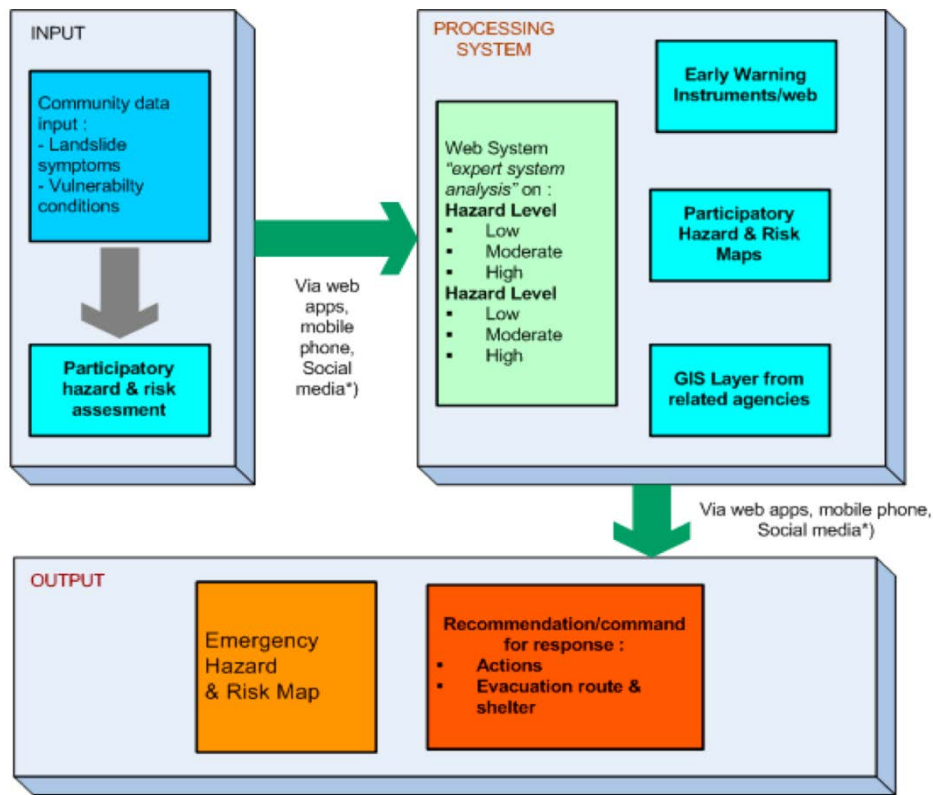 INPUT
Community data
input :
- Landslide
symptoms
- Vulnerabilty
conditions
Participatory
hazard & risk
assesment
Via web
apps,
mobile
phone,
Social
media*)
PROCESSING
SYSTEM
Web System
“expert system
analysis” on :
Hazard Level
▪ Low
▪ Moderate
▪ High
Hazard Level
▪ Low
▪ Moderate
▪ High
Early Warning
Instruments/web
Participatory
Hazard & Risk
Maps
GIS Layer from
related agencies
Via web apps, mobile phone,
Social media*)
OUTPUT
Emergency
Hazard
& Risk Map
Recommendation/command
for response :
▪ Actions
▪ Evacuation route &
shelter